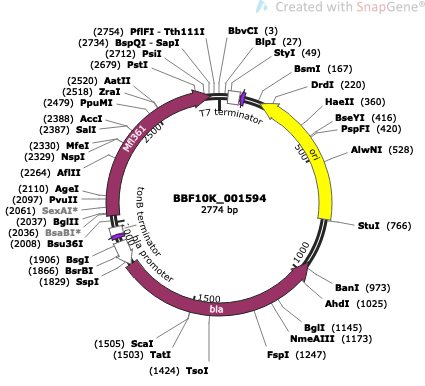 Created with SnapGene®
(2754) PflFI - Tth111I
(2734) BspQI - SapI
(2712) PsiI
(2679) PstI
(2520) AatII
(2518) ZraI
(2479) PpuMI
(2388) AccI
(2387) SalI
(2330) MfeI
(2329) NspI
(2264) AflII
(2110) AgeI
(2097) PvuII
(2061) SexAI*
(2037) BglII
(2036) BsaBI*
(2008) Bsu36I
(1906) BsgI
(1866) BsrBI
(1829) SspI
(1505) ScaI
(1503) TatI
(1424) TsoI
BbvCI (3)
BlpI (27)
StyI (49)
BsmI (167)
DrdI (220)
HaeII (360)
BseYI (416)
PspFI (420)
AlwNI (528)
StuI (766)
BanI (973)
AhdI (1025)
BglI (1145)
NmeAIII (1173)
FspI (1247)
T7 terminator
ori
500
1000
1500
bla
bla promoter
tonB terminator
Mfl361
2500
BBF10K_001594
2774 bp